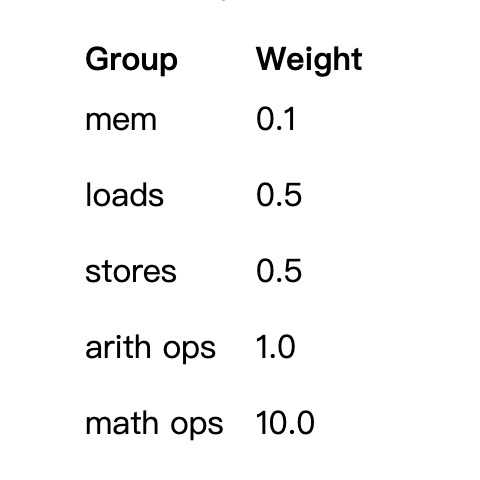 Group Weight
mem 0.1
loads 0.5
stores 0.5
arith ops 1.0
math ops 10.0